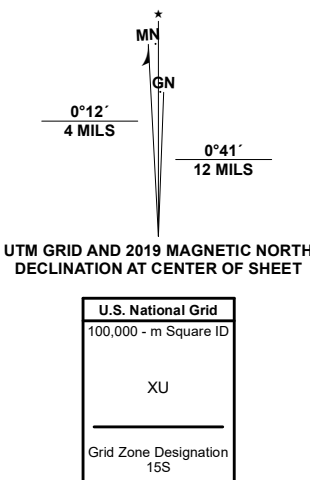 MN
GN
0°12´
4 MILS
0°41´
12 MILS
UTM GRID AND 2019 MAGNETIC NORTH
DECLINATION AT CENTER OF SHEET
U.S. National Grid
100,000 - m Square ID
XU
Grid Zone Designation
15S